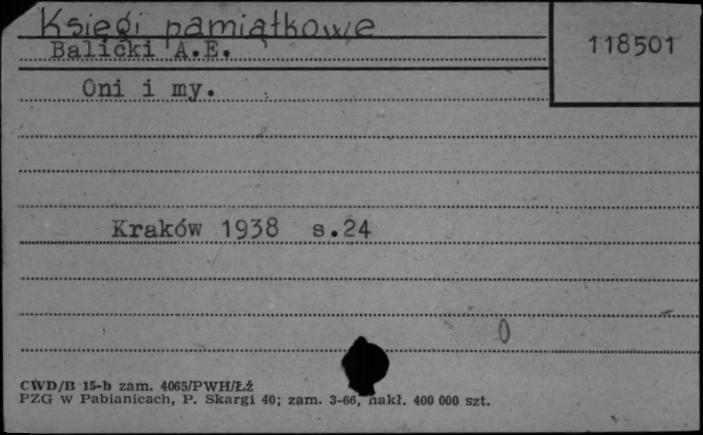 Księgi pamiątkowe
118501
Balicki A.E.
Oni i my.
Kraków 1938 s.24
0
CWD/B 15-b zam. 4065/PWH/Łż
PZG w Pabianicach, P. Skargi 40; zam. 3-66, nakł. 400 000 szt.